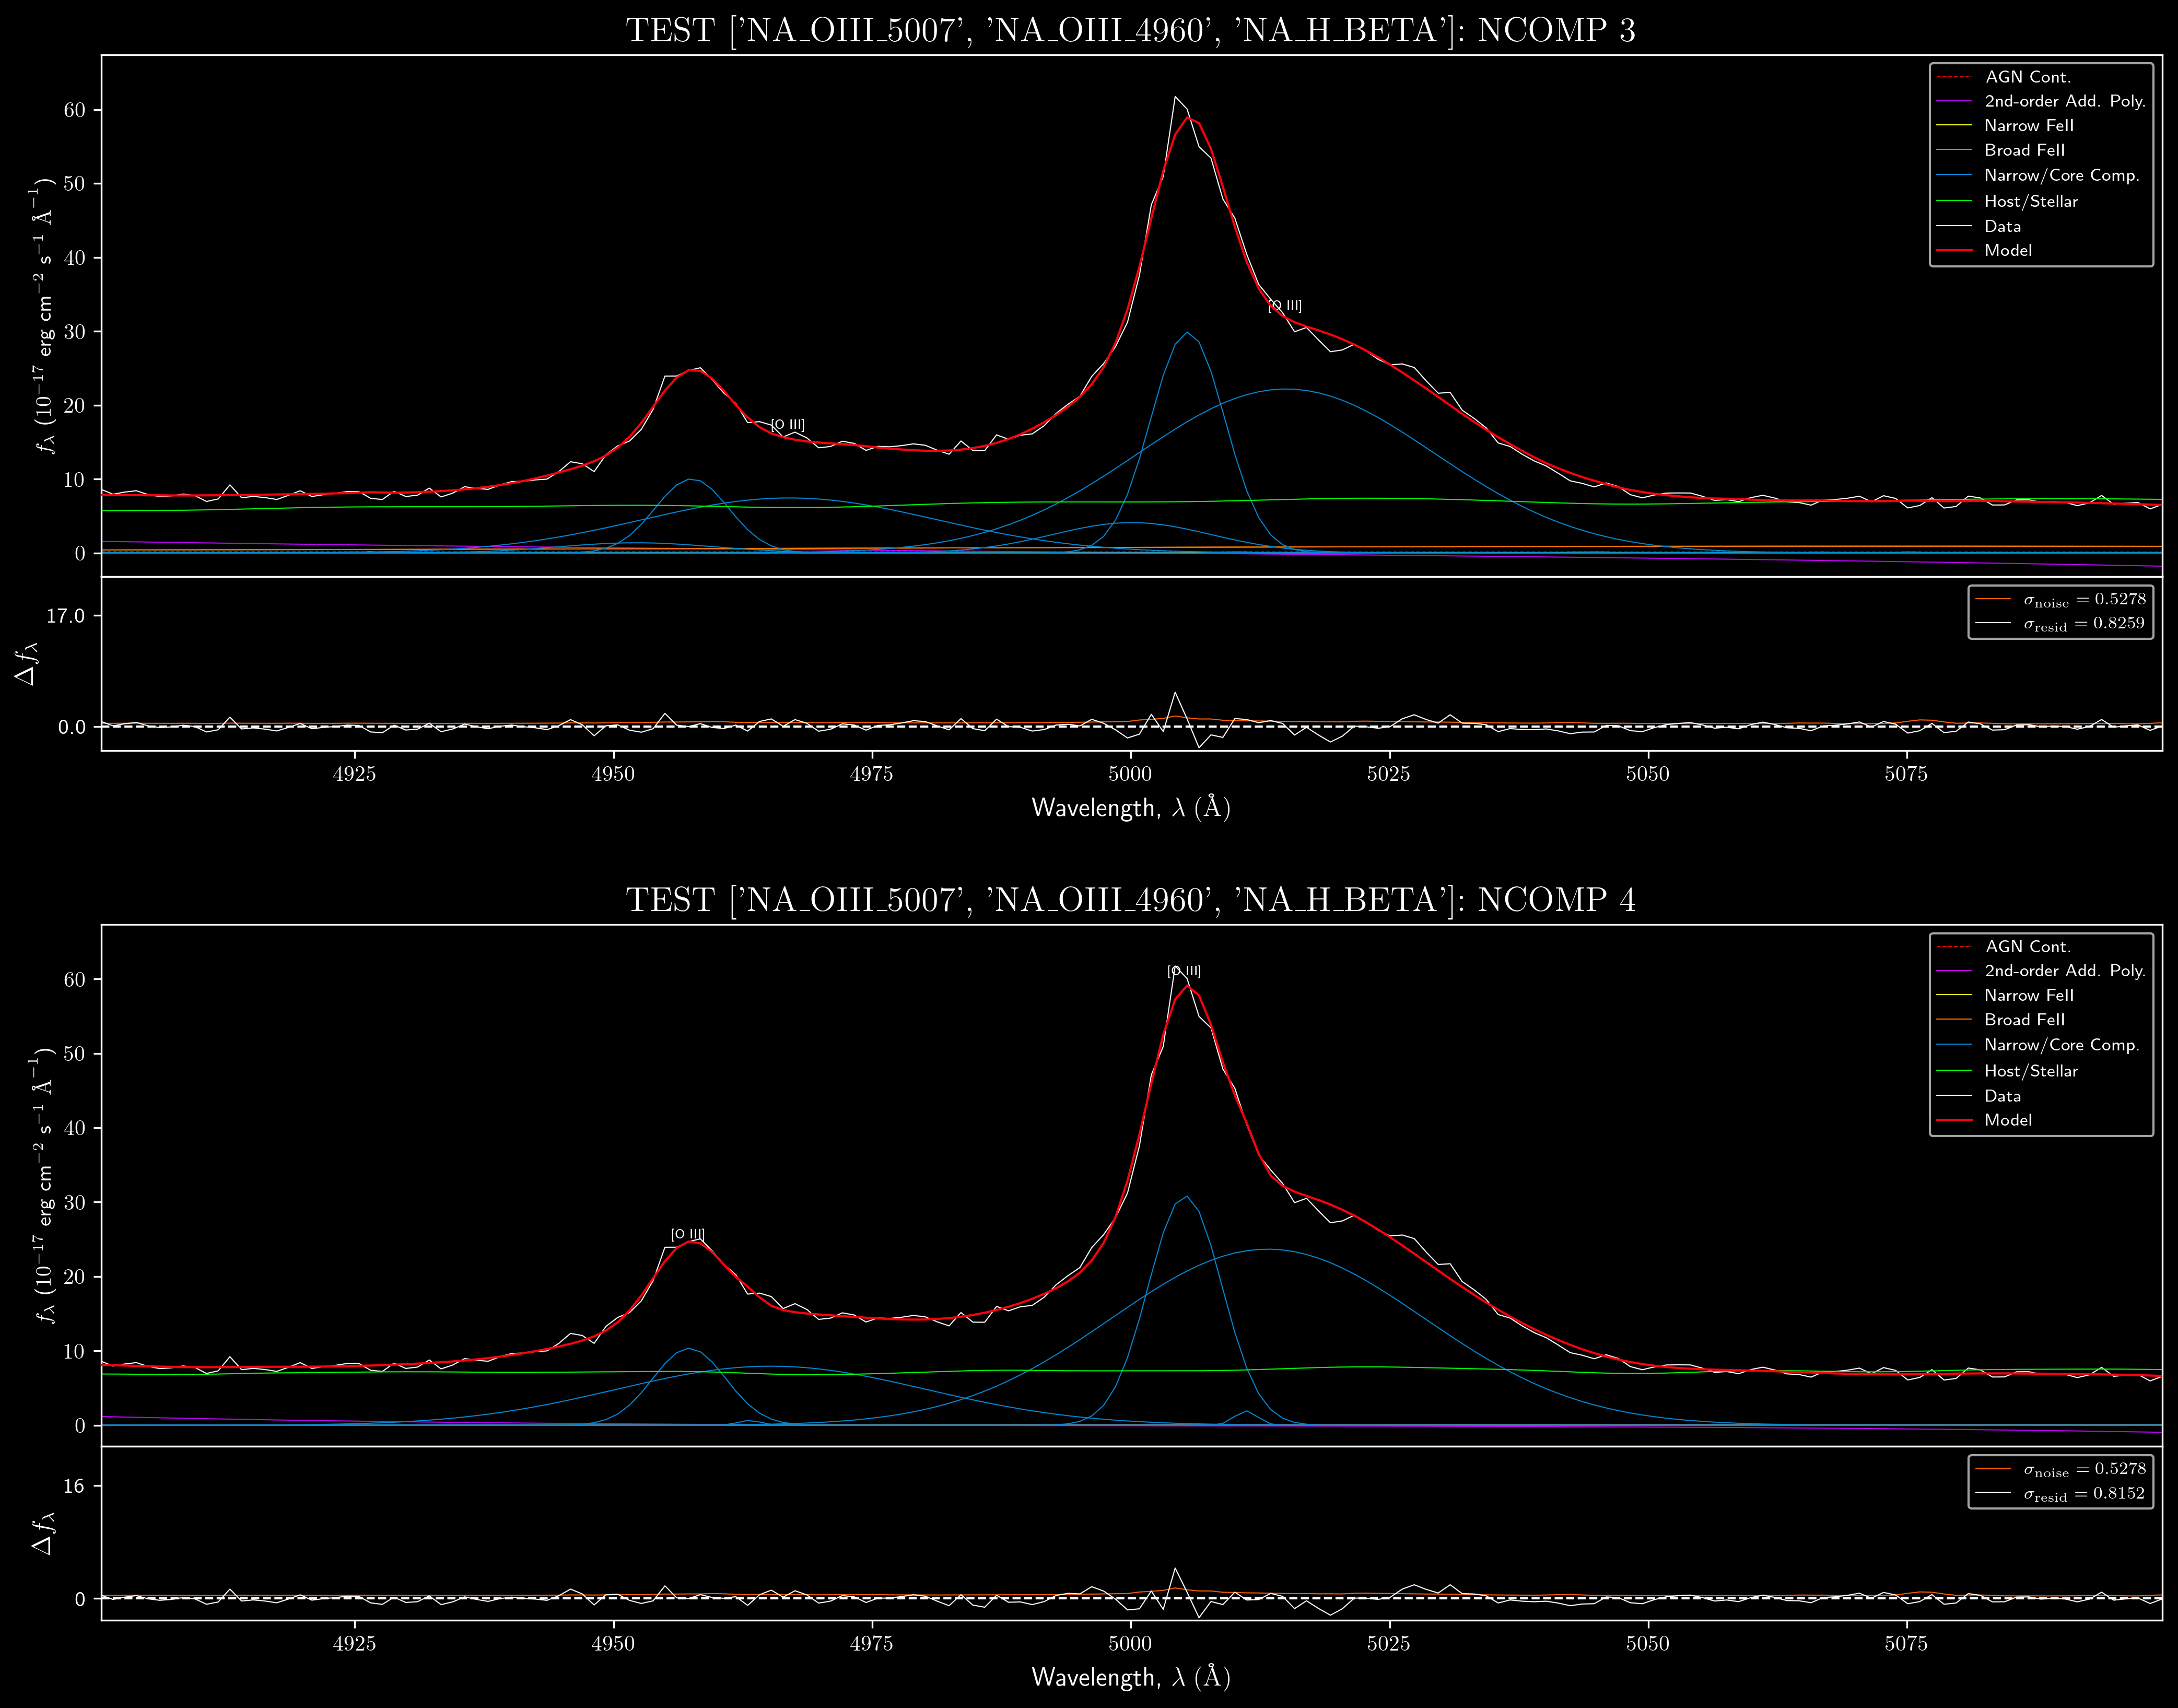 TEST ['NA_OIII_5007', 'NA_OIII_4960', 'NA_H_BETA']: NCOMP 3
AGN Cont.
2nd-order Add. Poly.
Narrow FeII
Broad FeII
Narrow/Core Comp.
Host/Stellar
Data
Model
60
50
40
30
20
10
0
fλ (10⁻¹⁷ erg cm⁻² s⁻¹ Å⁻¹)
[O III]
[O III]
17.0
0.0
Δfλ
σnoise = 0.5278
σresid = 0.8259
4925 4950 4975 5000 5025 5050 5075
Wavelength, λ (Å)
TEST ['NA_OIII_5007', 'NA_OIII_4960', 'NA_H_BETA']: NCOMP 4
AGN Cont.
2nd-order Add. Poly.
Narrow FeII
Broad FeII
Narrow/Core Comp.
Host/Stellar
Data
Model
60
50
40
30
20
10
0
fλ (10⁻¹⁷ erg cm⁻² s⁻¹ Å⁻¹)
[O III]
[O III]
16
0
Δfλ
σnoise = 0.5278
σresid = 0.8152
4925 4950 4975 5000 5025 5050 5075
Wavelength, λ (Å)